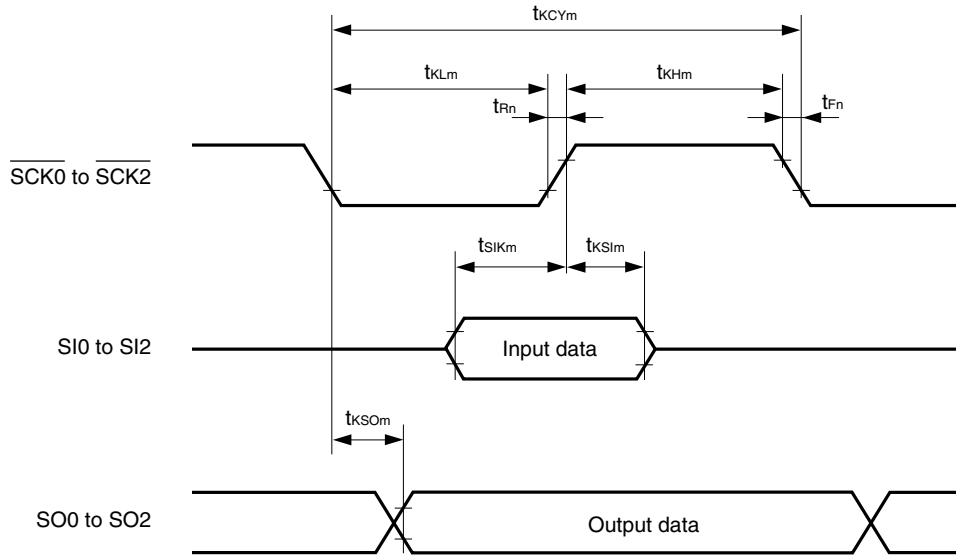 tKCYm
tKLm
tKHm
tRn
tFn
SCK0 to SCK2
tSIKm
tKSIm
SI0 to SI2
Input data
tKSOm
SO0 to SO2
Output data